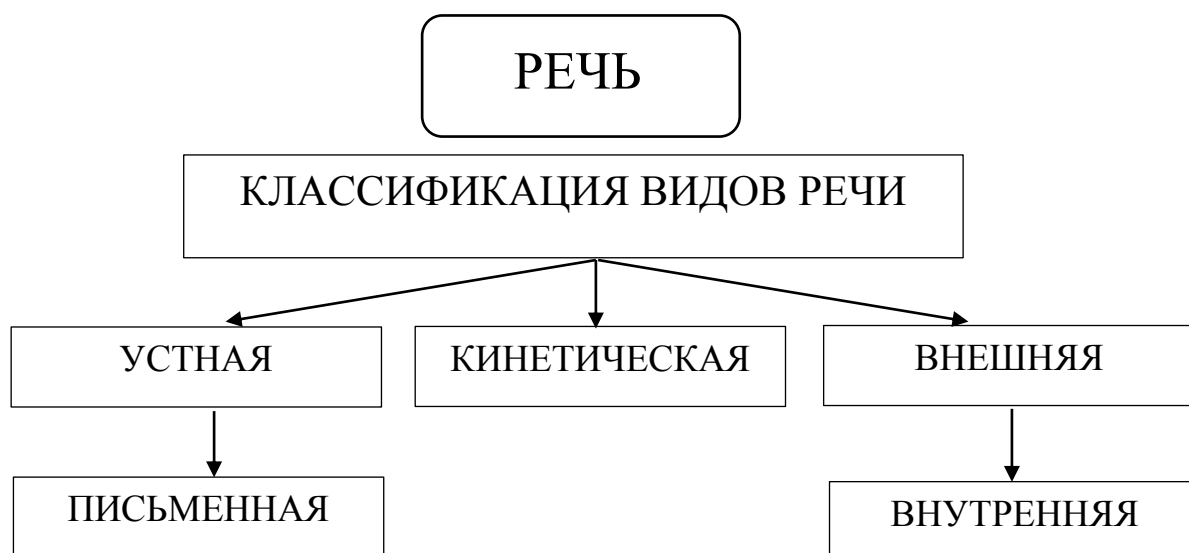 РЕЧЬ
КЛАССИФИКАЦИЯ ВИДОВ РЕЧИ
УСТНАЯ
КИНЕТИЧЕСКАЯ
ВНЕШНЯЯ
ПИСЬМЕННАЯ
ВНУТРЕННЯЯ